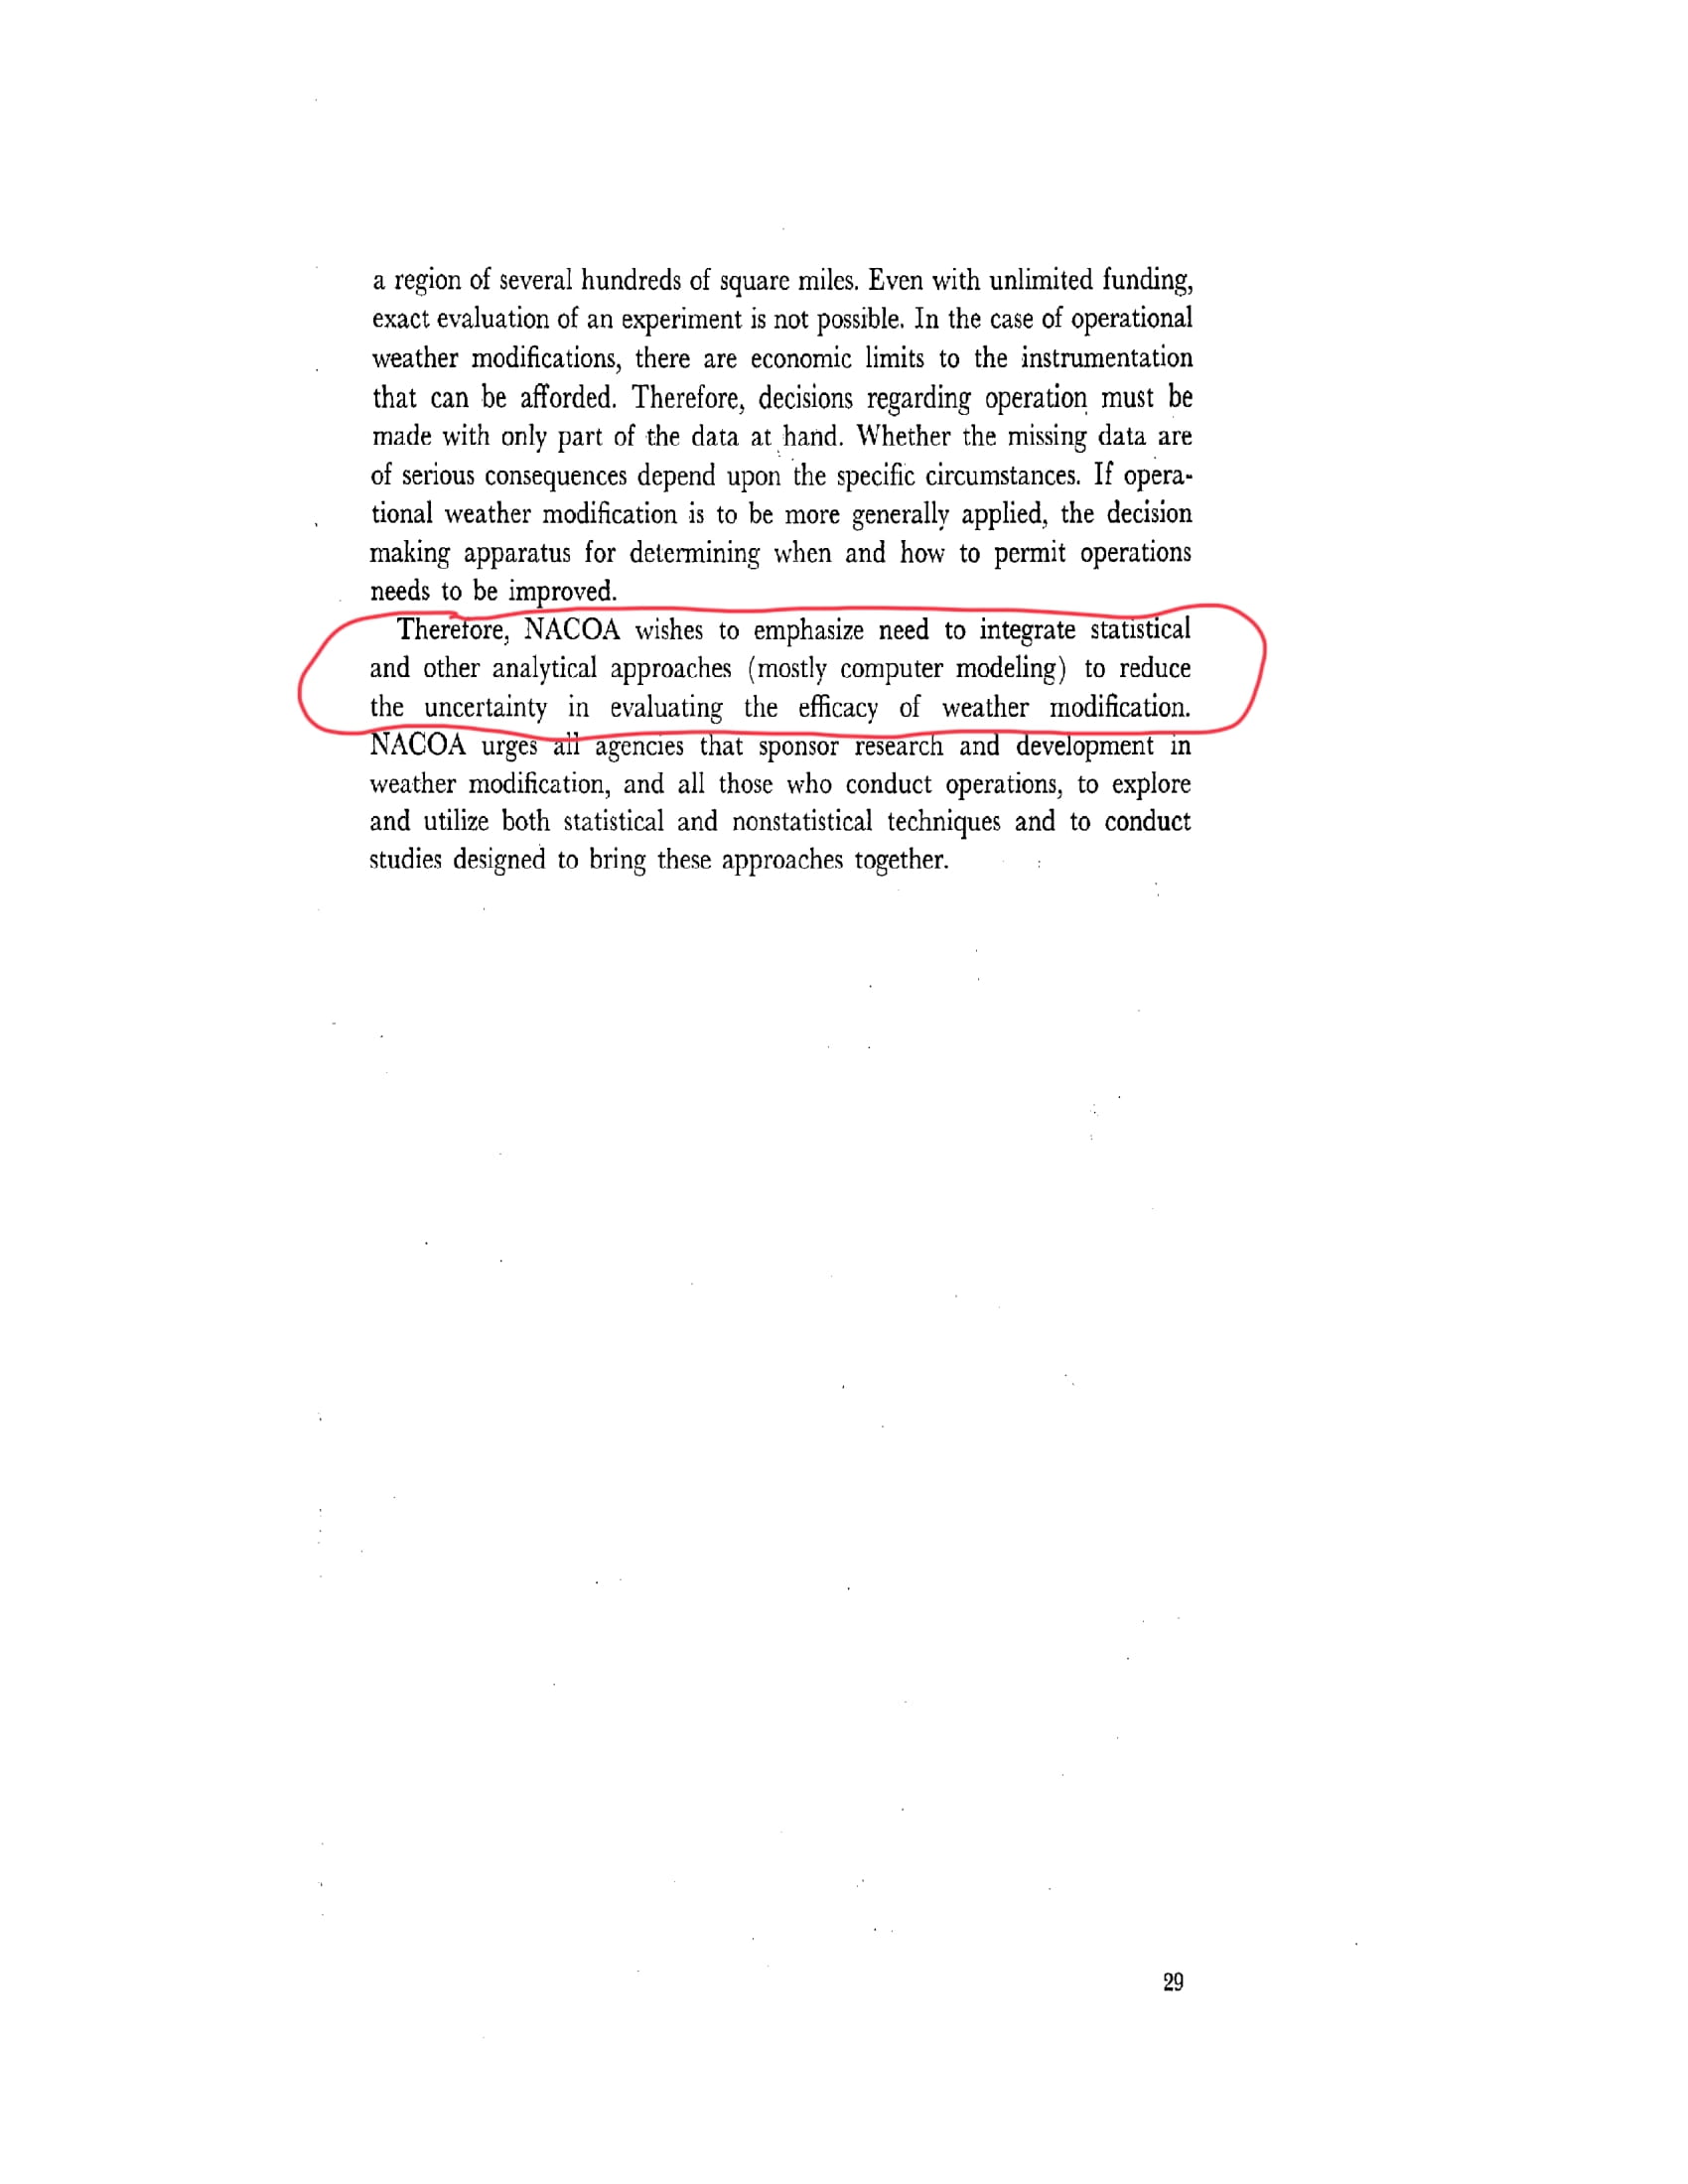 a region of several hundreds of square miles. Even with unlimited funding,
exact evaluation of an experiment is not possible. In the case of operational
weather modifications, there are economic limits to the instrumentation
that can be afforded. Therefore, decisions regarding operation must be
made with only part of the data at hand. Whether the missing data are
of serious consequences depend upon the specific circumstances. If opera-
tional weather modification is to be more generally applied, the decision
making apparatus for determining when and how to permit operations
needs to be improved.
Therefore, NACOA wishes to emphasize need to integrate statistical
and other analytical approaches (mostly computer modeling) to reduce
the uncertainty in evaluating the efficacy of weather modification.
NACOA urges all agencies that sponsor research and development in
weather modification, and all those who conduct operations, to explore
and utilize both statistical and nonstatistical techniques and to conduct
studies designed to bring these approaches together.
29